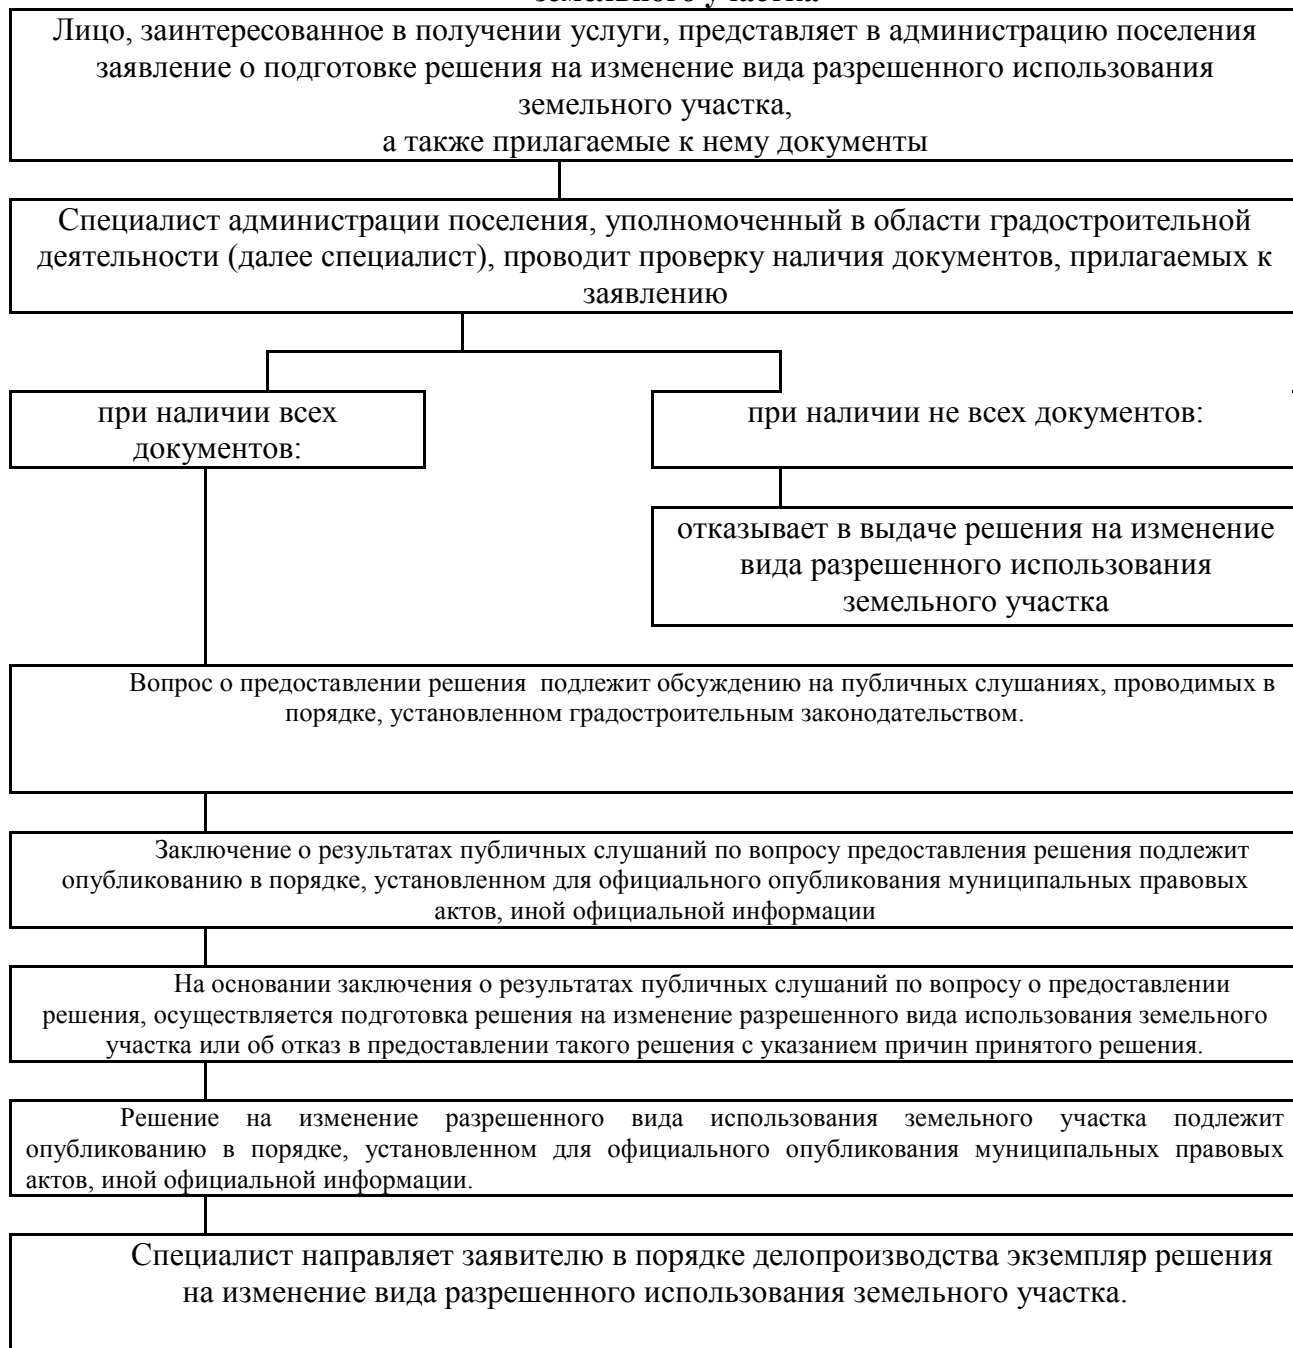 земельного участка
Лицо, заинтересованное в получении услуги, представляет в администрацию поселения
заявление о подготовке решения на изменение вида разрешенного использования
земельного участка,
а также прилагаемые к нему документы
Специалист администрации поселения, уполномоченный в области градостроительной
деятельности (далее специалист), проводит проверку наличия документов, прилагаемых к
заявлению
при наличии всех
документов:
при наличии не всех документов:
отказывает в выдаче решения на изменение
вида разрешенного использования
земельного участка
Вопрос о предоставлении решения подлежит обсуждению на публичных слушаниях, проводимых в
порядке, установленном градостроительным законодательством.
Заключение о результатах публичных слушаний по вопросу предоставления решения подлежит
опубликованию в порядке, установленном для официального опубликования муниципальных правовых
актов, иной официальной информации
На основании заключения о результатах публичных слушаний по вопросу о предоставлении
решения, осуществляется подготовка решения на изменение разрешенного вида использования земельного
участка или об отказ в предоставлении такого решения с указанием причин принятого решения.
Решение на изменение разрешенного вида использования земельного участка подлежит
опубликованию в порядке, установленном для официального опубликования муниципальных правовых
актов, иной официальной информации.
Специалист направляет заявителю в порядке делопроизводства экземпляр решения
на изменение вида разрешенного использования земельного участка.